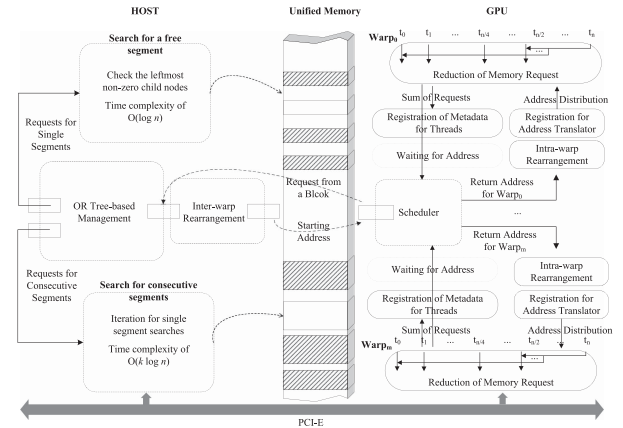 HOST
Unified Memory
GPU
Search for a free
segment
Check the leftmost
non-zero child nodes
Time complexity of
O(log n)
Requests for
Single
Segments
OR Tree-based
Management
Inter-warp
Rearrangement
Requests for
Consecutive
Segments
Search for consecutive
segments
Iteration for single
segment searches
Time complexity of
O(k log n)
Request from
a Blcok
Starting
Address
Warp0
t0
t1
...
tn/4
...
tn/2
...
tn
...
Reduction of Memory Request
Sum of Requests
Address Distribution
Registration of Metadata
for Threads
Registration for
Address Translator
Waiting for Address
Intra-warp
Rearrangement
Scheduler
Return Address
for Warp0
...
Return Address
for Warpm
Waiting for Address
Intra-warp
Rearrangement
Registration of Metadata
for Threads
Registration for
Address Translator
Sum of Requests
Address Distribution
Warpm
t0
t1
...
tn/4
...
tn/2
...
tn
...
Reduction of Memory Request
PCI-E